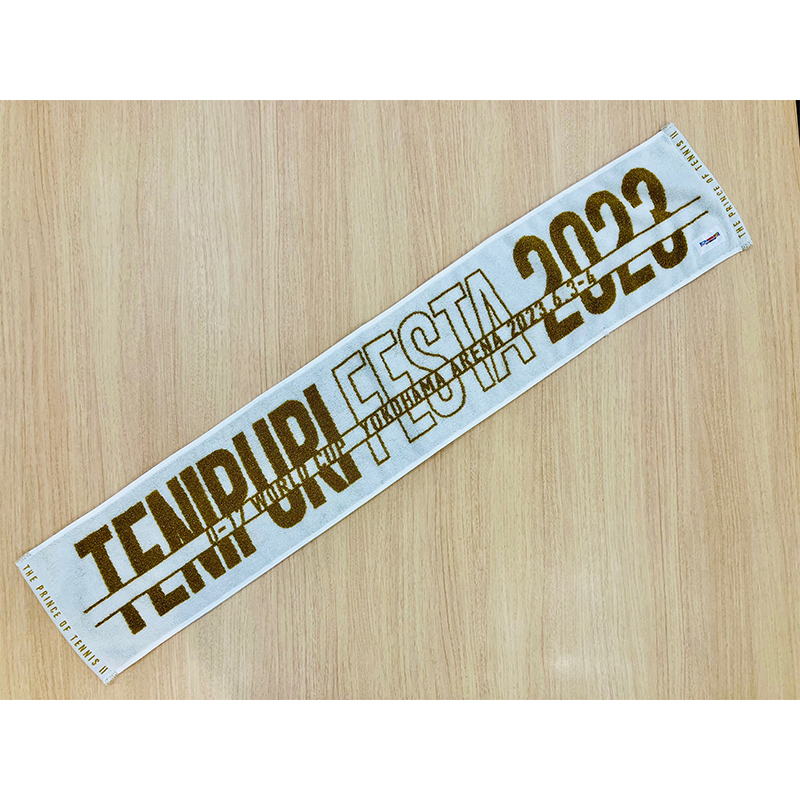 TENIPURI FESTA 2023
U-17 WORLD CUP YOKOHAMA ARENA 2023.6.3-4
THE PRINCE OF TENNIS II
THE PRINCE OF TENNIS II